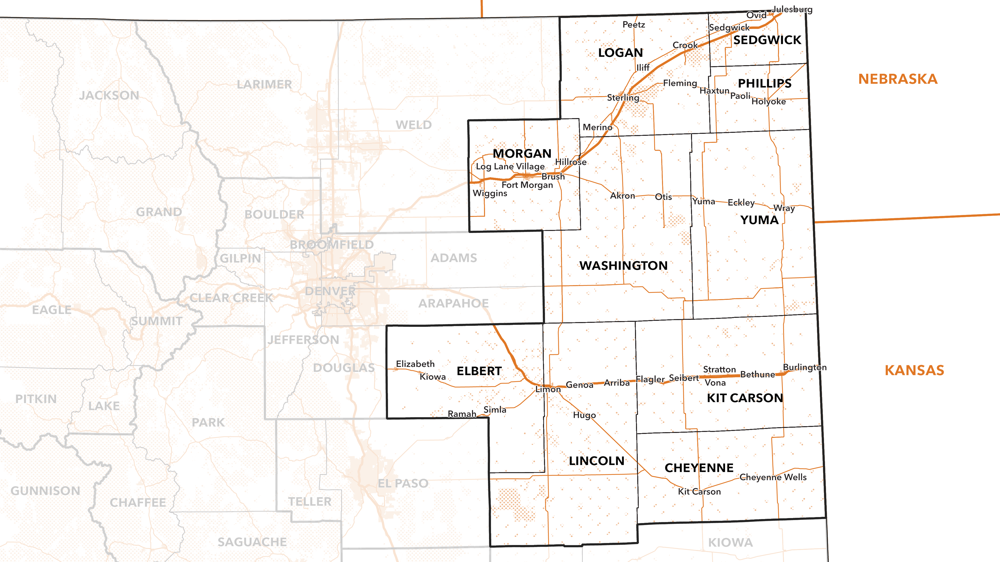 Julesburg
Ovid
Peetz
Sedgwick
SEDGWICK
Crook
LOGAN
Iliff
NEBRASKA
Fleming
PHILLIPS
LARIMER
Haxtun
Paoli
JACKSON
Sterling
Holyoke
WELD
Merino
MORGAN
Hillrose
Log Lane Village
Brush
Fort Morgan
Wiggins
Akron
Otis
Yuma
Eckley
Wray
GRAND
BOULDER
YUMA
BROOMFIELD
GILPIN
ADAMS
WASHINGTON
DENVER
CLEAR CREEK
ARAPAHOE
EAGLE
SUMMIT
JEFFERSON
DOUGLAS
Elizabeth
ELBERT
Kiowa
Stratton
Burlington
KANSAS
Bethune
Flagler
Seibert
Vona
Arriba
Genoa
Limon
PITKIN
LAKE
KIT CARSON
Simla
Ramah
Hugo
PARK
LINCOLN
CHEYENNE
Cheyenne Wells
EL PASO
GUNNISON
Kit Carson
CHAFFEE
TELLER
SAGUACHE
KIOWA